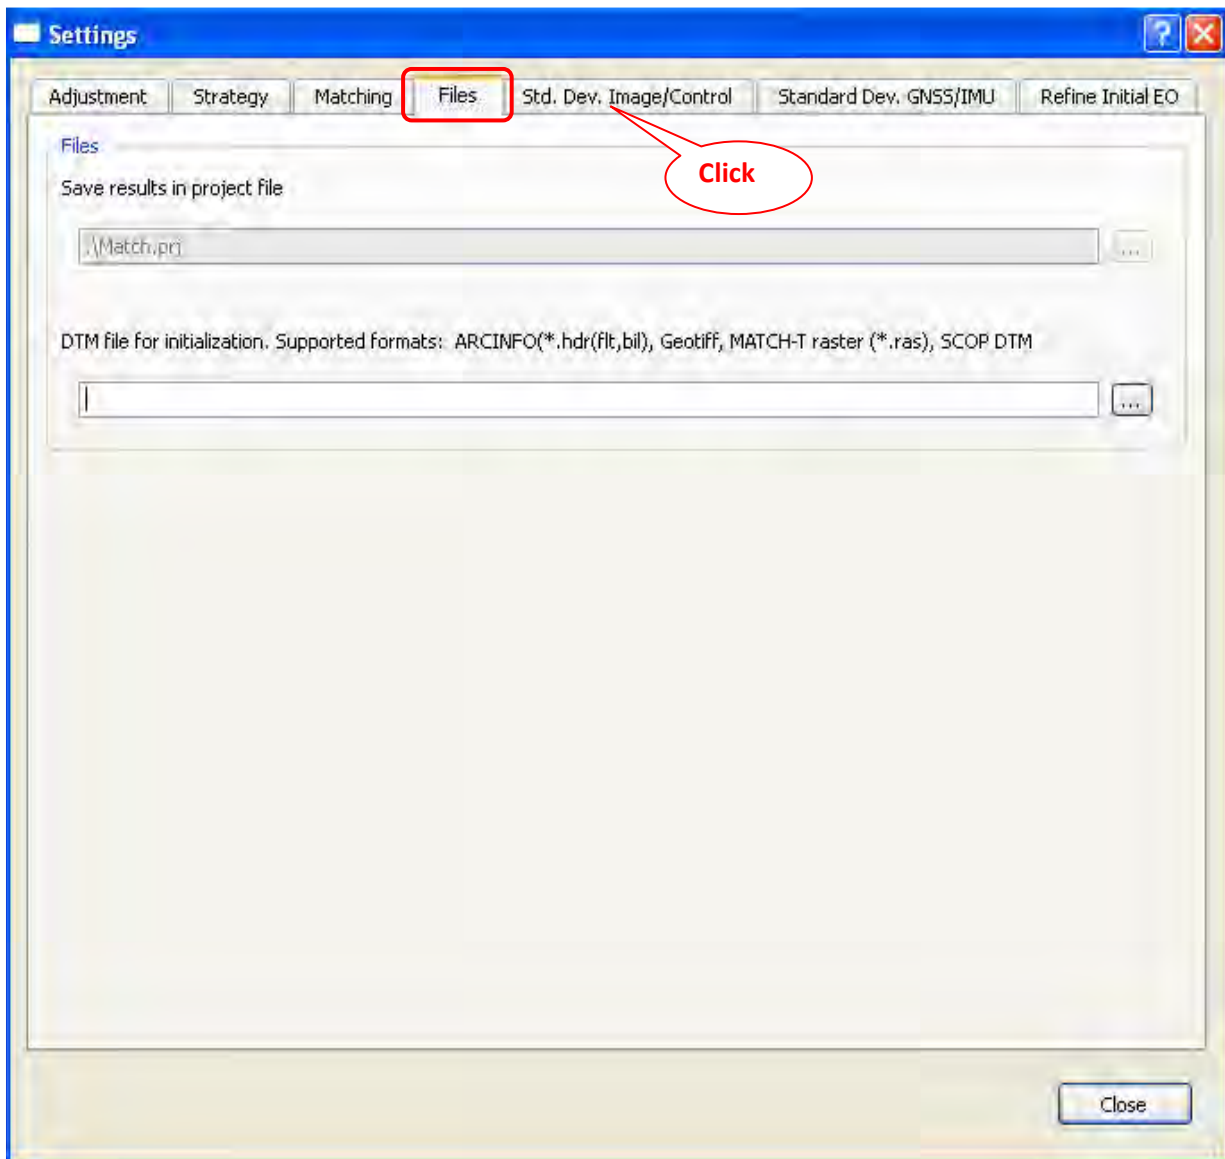 Settings
Adjustment Strategy Matching Files Std. Dev. Image/Control Standard Dev. GNSS/IMU Refine Initial EO
Click
Files
Save results in project file
.\Match.prj
...
DTM file for initialization. Supported formats: ARCINFO(*.hdr(flt,bil), Geotiff, MATCH-T raster (*.ras), SCOP DTM
...
Close